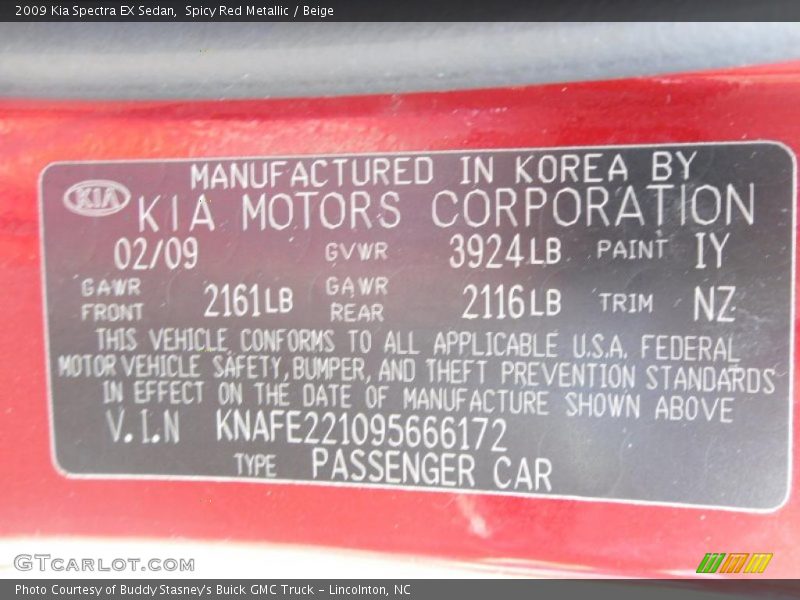 2009 Kia Spectra EX Sedan,  Spicy Red Metallic / Beige
MANUFACTURED IN KOREA BY
KIA KIA MOTORS CORPORATION
02/09 GVWR 3924LB PAINT IY
GAWR FRONT 2161LB GAWR REAR 2116LB TRIM NZ
THIS VEHICLE CONFORMS TO ALL APPLICABLE U.S.A. FEDERAL
MOTOR VEHICLE SAFETY, BUMPER, AND THEFT PREVENTION STANDARDS
IN EFFECT ON THE DATE OF MANUFACTURE SHOWN ABOVE
V.I.N KNAFE221095666172
TYPE PASSENGER CAR
GTCARLOT.COM
Photo Courtesy of Buddy Stasney's Buick GMC Truck - Lincolnton, NC